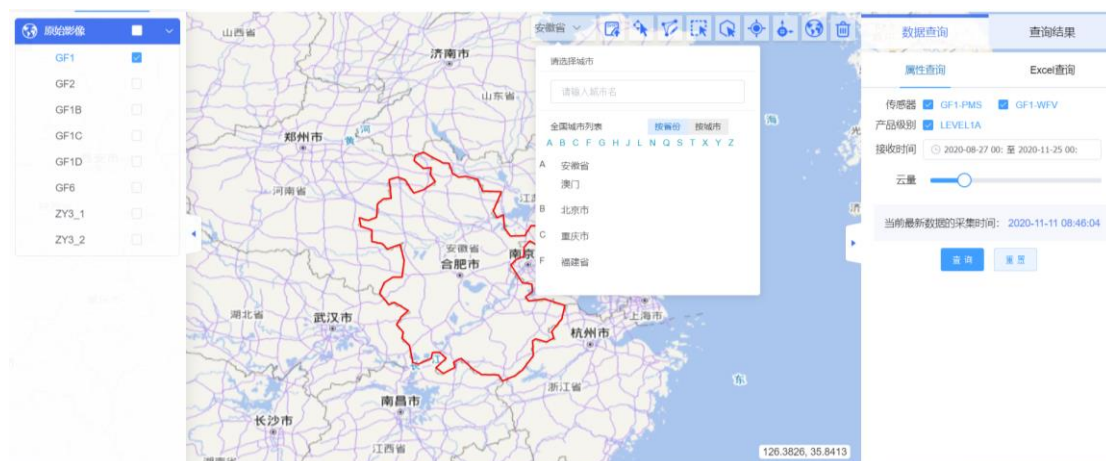 原始影像
GF1
GF2
GF1B
GF1C
GF1D
GF6
ZY3_1
ZY3_2
山西省
济南市
山东省
郑州市
黄河
河南省
安徽省
合肥市
南京
湖北省
武汉市
长江
上海市
杭州市
浙江省
南昌市
长沙市
江西省
海
东
126.3826, 35.8413
安徽省
请选择城市
请输入城市名
全国城市列表 按省份 按城市
A B C F G H J L N Q S T X Y Z
A 安徽省
澳门
B 北京市
C 重庆市
F 福建省
数据查询 查询结果
属性查询 Excel查询
传感器 GF1-PMS GF1-WFV
产品级别 LEVEL1A
接收时间 2020-08-27 00: 至 2020-11-25 00:
云量
当前最新数据的采集时间: 2020-11-11 08:46:04
查询 重置